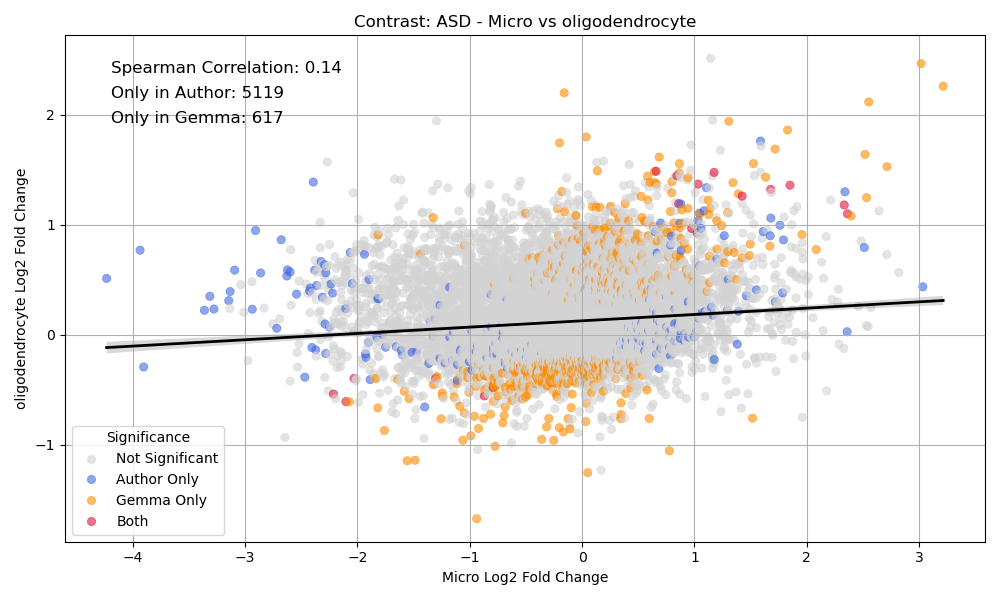 Contrast: ASD - Micro vs oligodendrocyte
Spearman Correlation: 0.14
Only in Author: 5119
Only in Gemma: 617
oligodendrocyte Log2 Fold Change
2
1
0
−1
Significance
Not Significant
Author Only
Gemma Only
Both
−4
−3
−2
−1
0
1
2
3
Micro Log2 Fold Change